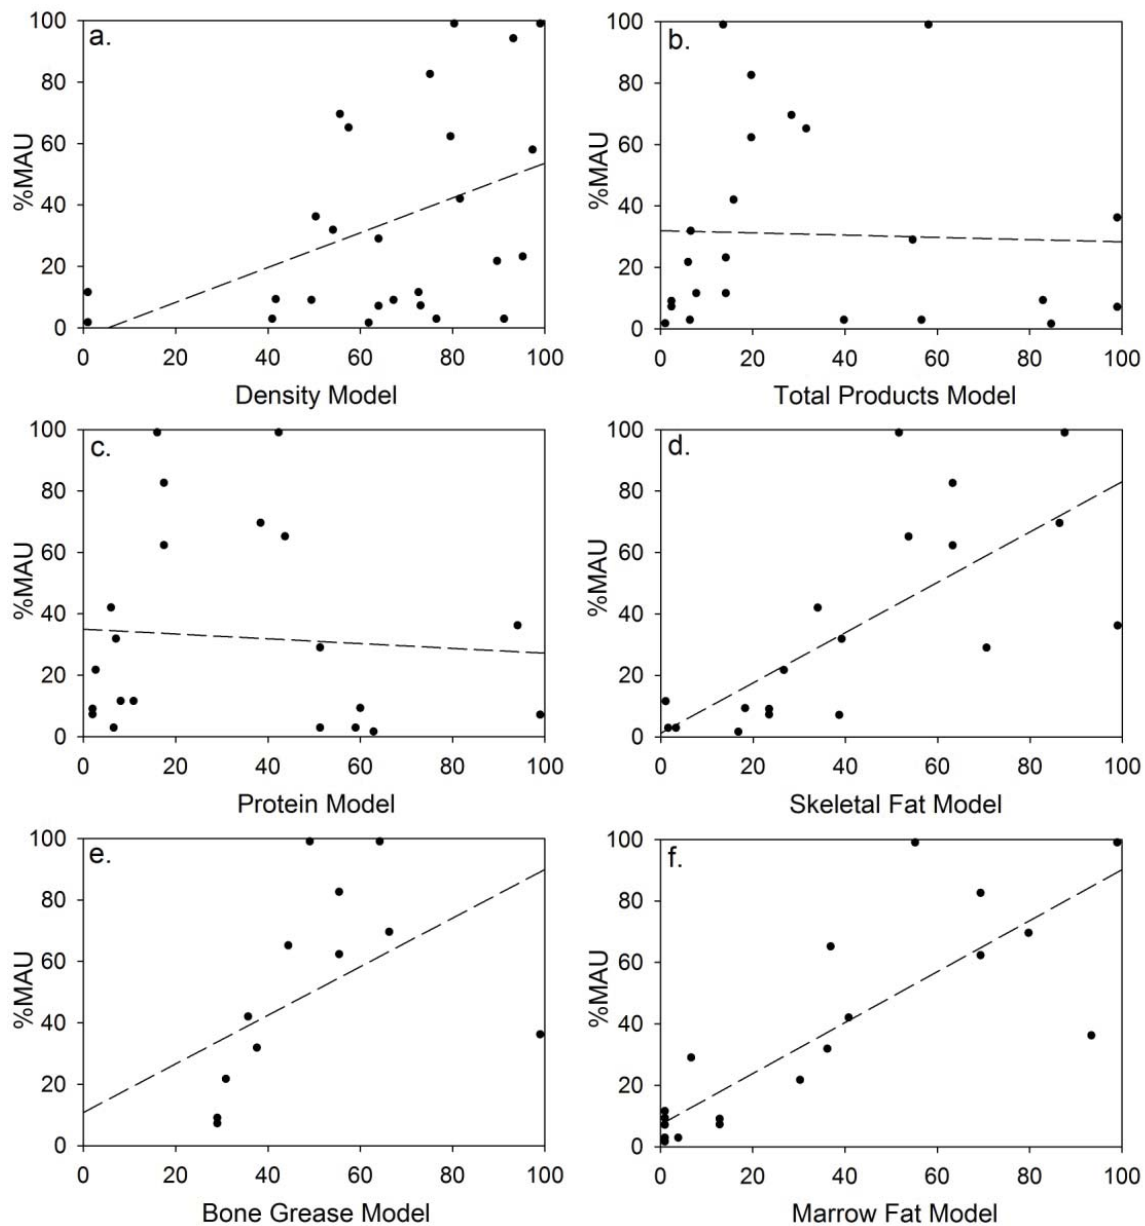 a.
100
80
60
40
20
0
%MAU
0 20 40 60 80 100
Density Model
b.
100
80
60
40
20
0
%MAU
0 20 40 60 80 100
Total Products Model
c.
100
80
60
40
20
0
%MAU
0 20 40 60 80 100
Protein Model
d.
100
80
60
40
20
0
%MAU
0 20 40 60 80 100
Skeletal Fat Model
e.
100
80
60
40
20
0
%MAU
0 20 40 60 80 100
Bone Grease Model
f.
100
80
60
40
20
0
%MAU
0 20 40 60 80 100
Marrow Fat Model